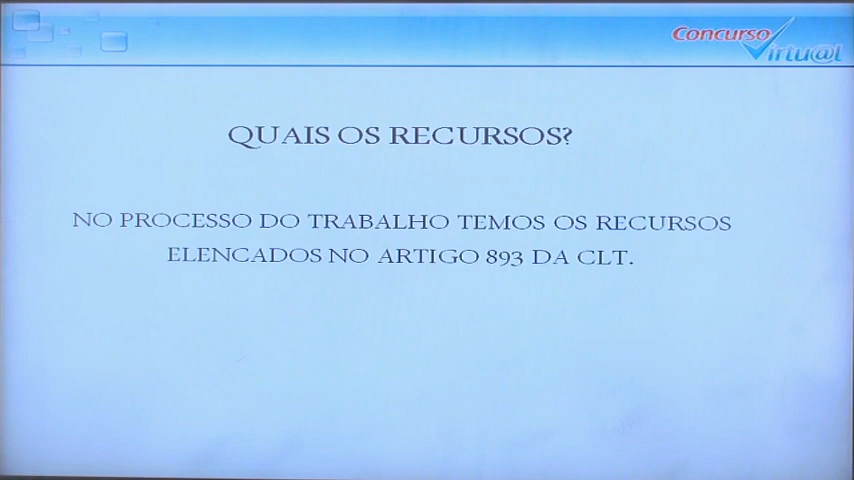 Concurso
Virtu@l
QUAIS OS RECURSOS?
NO PROCESSO DO TRABALHO TEMOS OS RECURSOS
ELENCADOS NO ARTIGO 893 DA CLT.